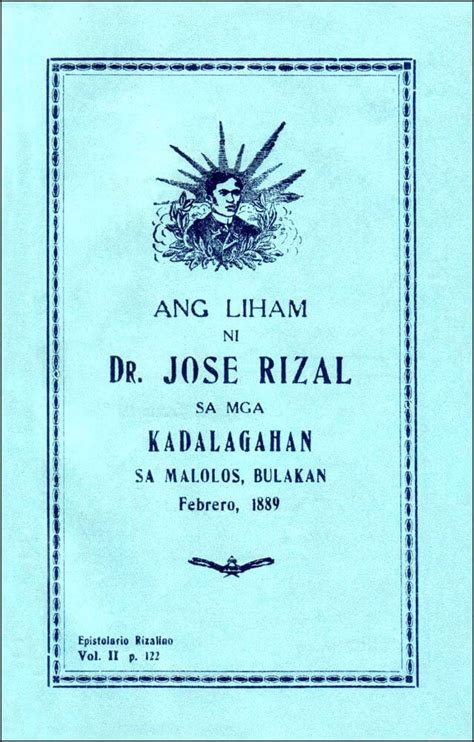 ANG LIHAM
NI
DR. JOSE RIZAL
SA MGA
KADALAGAHAN
SA MALOLOS, BULAKAN
Febrero, 1889
Epistolario Rizalino
Vol. II p. 122